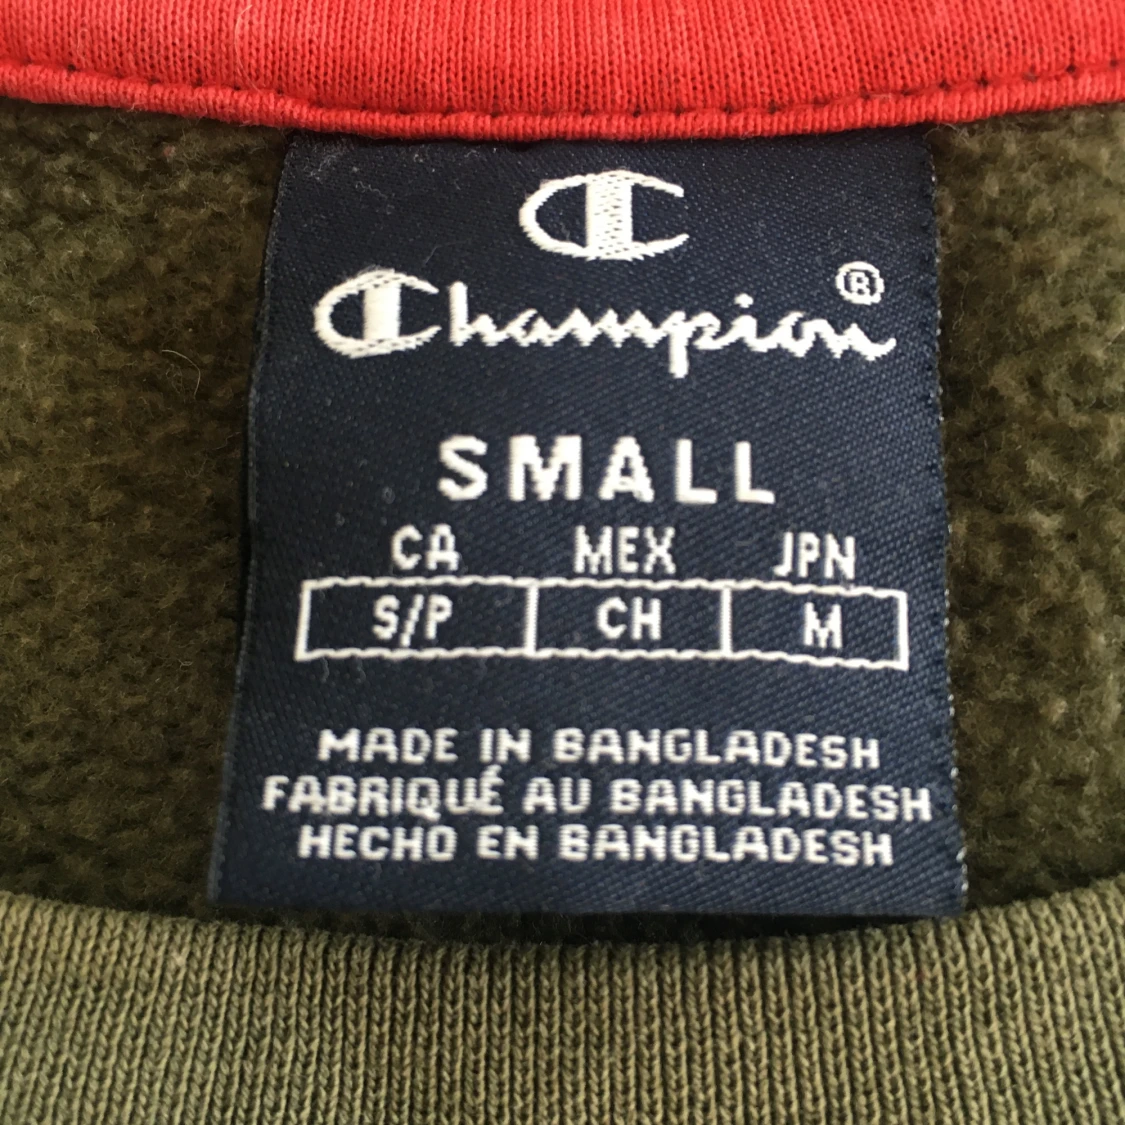 C
Champion®
SMALL
CA MEX JPN
S/P CH M
MADE IN BANGLADESH
FABRIQUÉ AU BANGLADESH
HECHO EN BANGLADESH